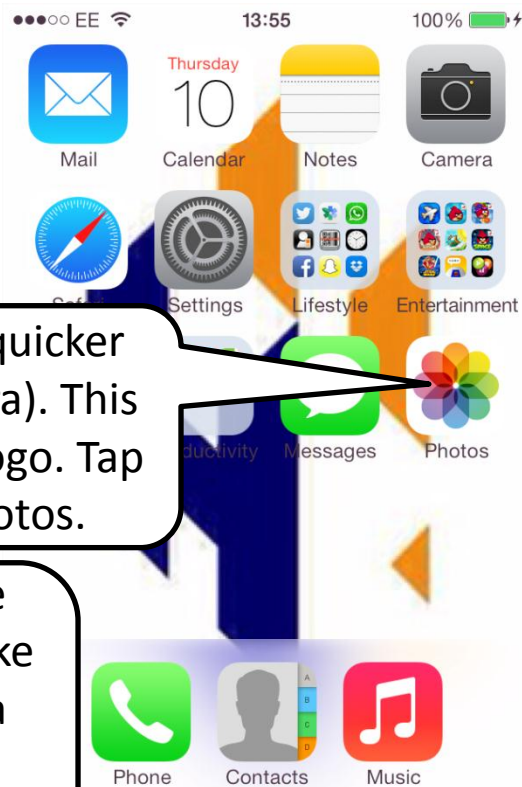 EE 13:55 100%
Thursday
10
Mail Calendar Notes Camera
Settings Lifestyle Entertainment
quicker
a). This
ogo. Tap
otos.
Messages Photos
e
ke
a
A
B
C
D
Phone Contacts Music